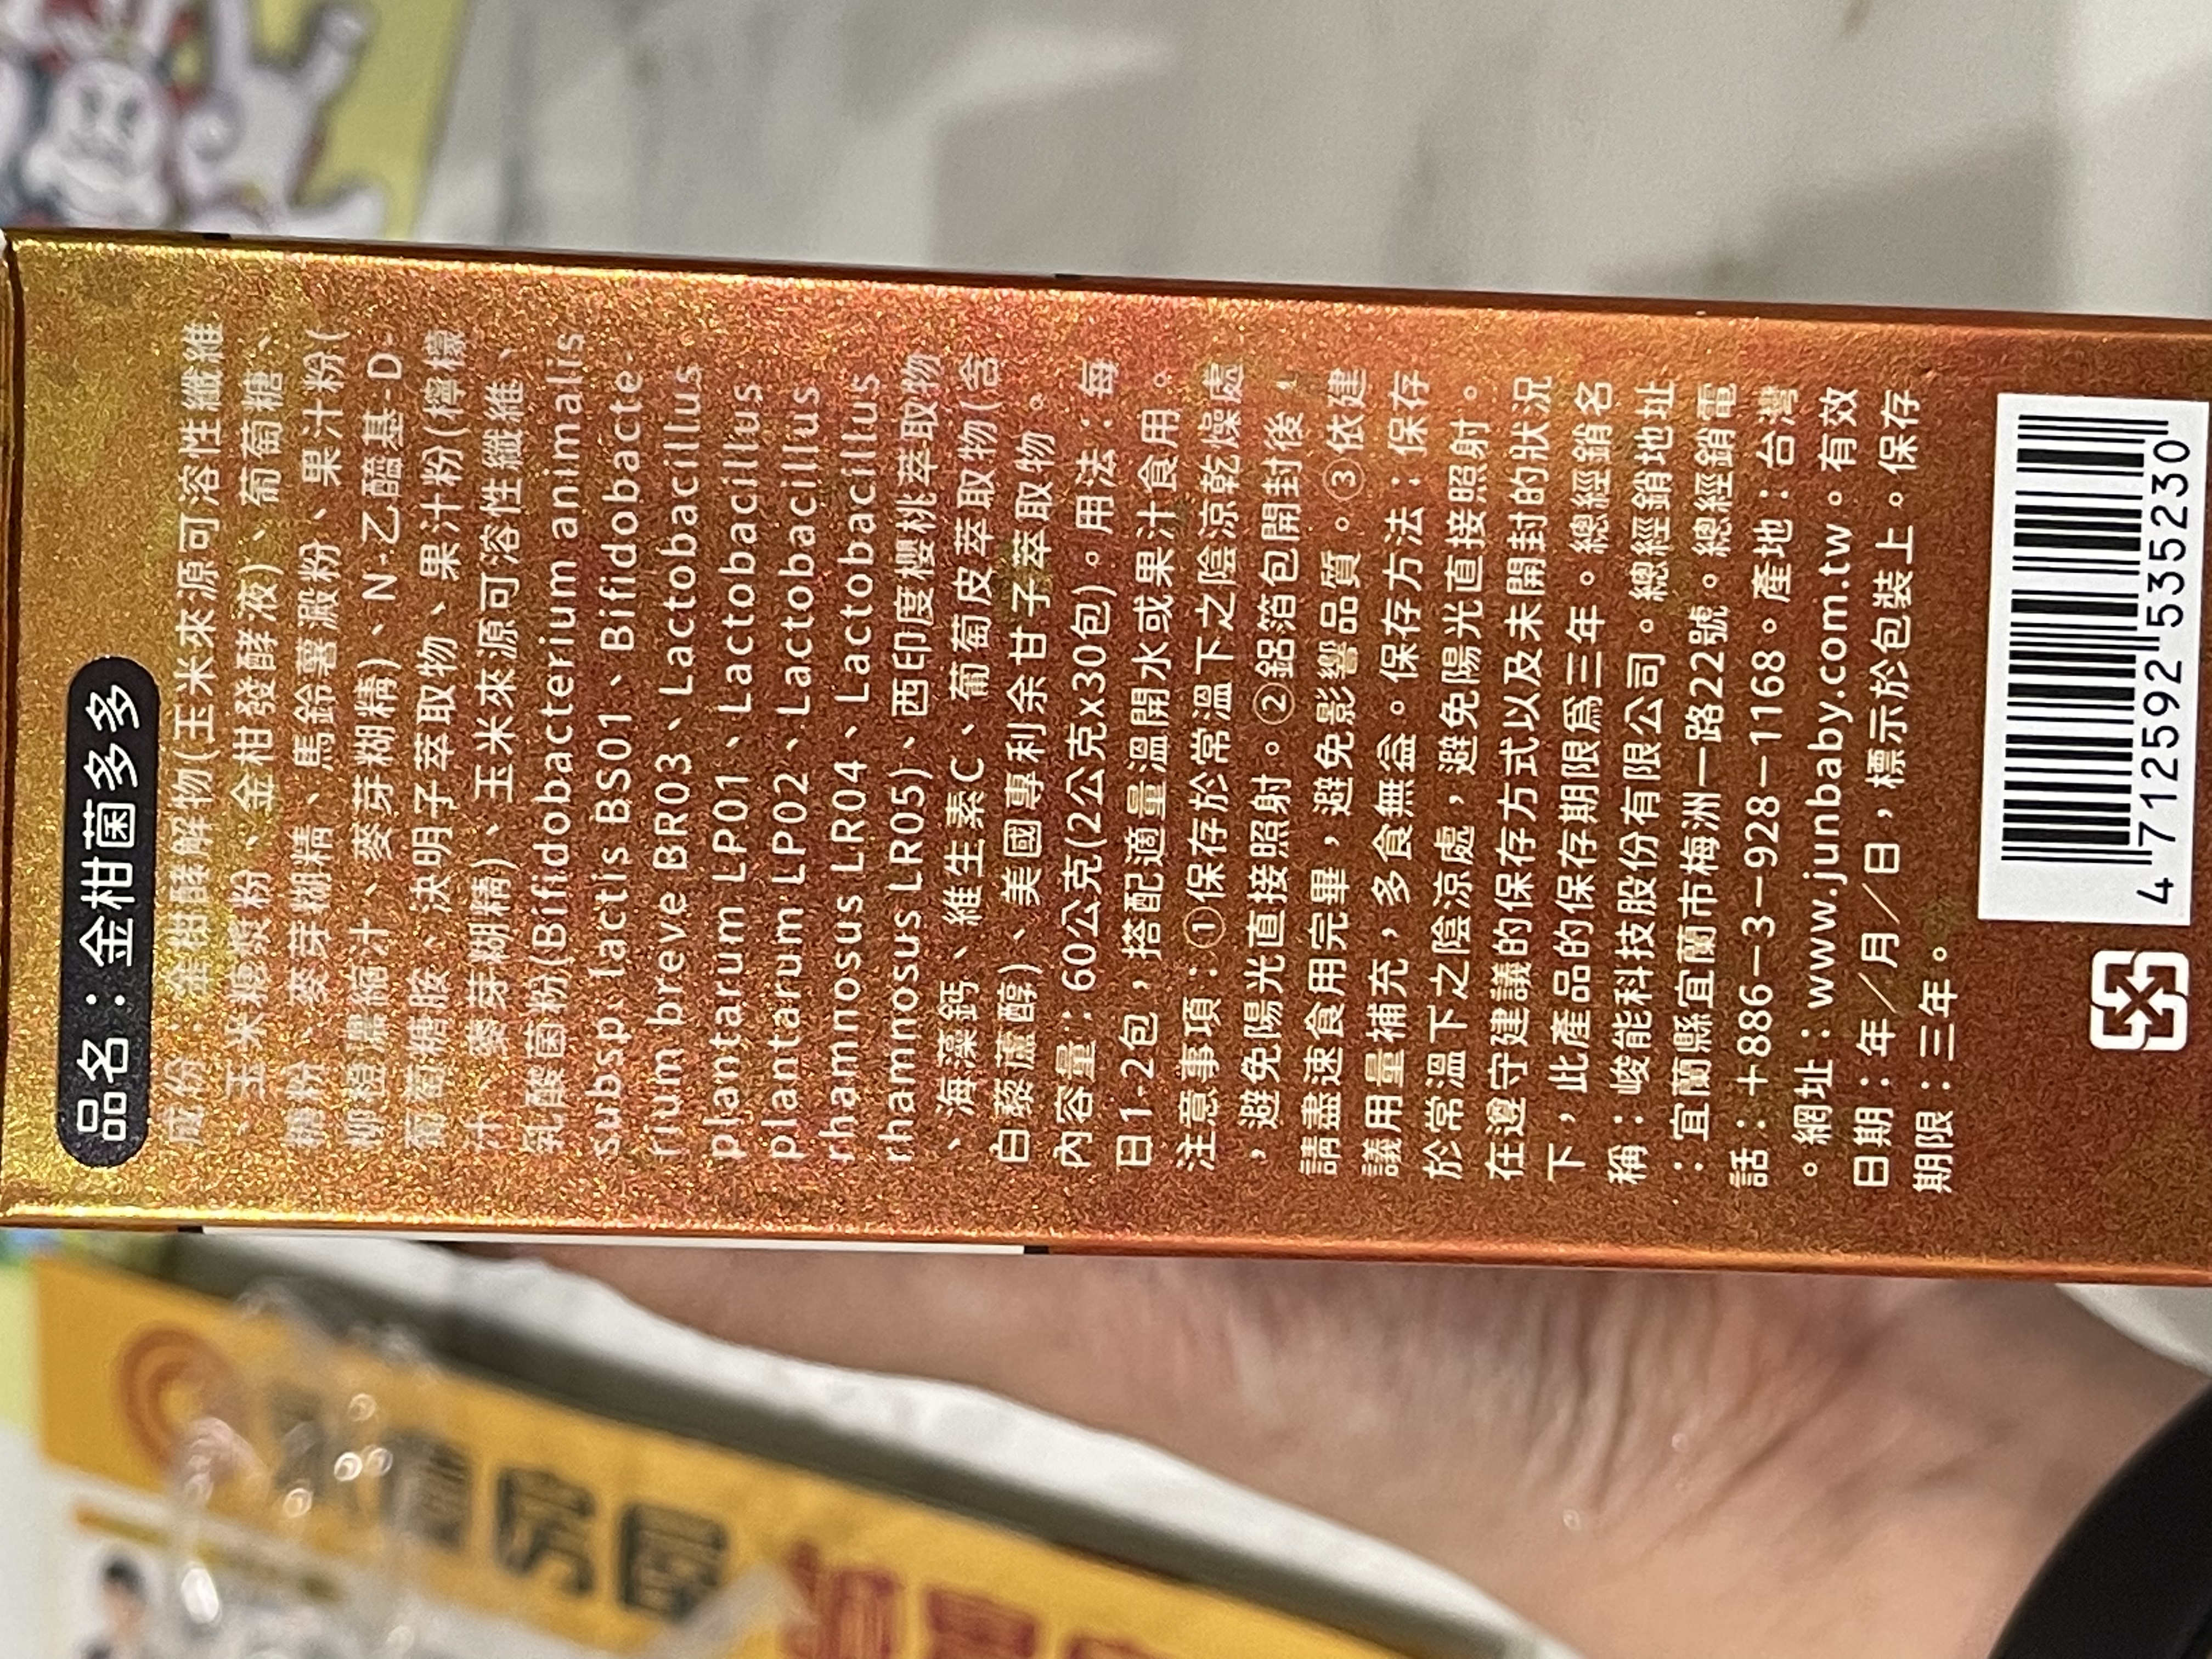 品名：金柑菌多多
成份：金柑酵解物(玉米來源可溶性纖維
、玉米糖漿粉、金柑發酵液)、葡萄糖、
糖粉、麥芽糊精、馬鈴薯澱粉、果汁粉(
柳橙濃縮汁、麥芽糊精)、N-乙醯基-D-
葡萄糖胺、決明子萃取物、果汁粉(檸檬
汁、麥芽糊精)、玉米來源可溶性纖維、
乳酸菌粉(Bifidobacterium animalis
subsp. lactis BS01、Bifidobacte-
rium breve BR03、Lactobacillus
plantarum LP01、Lactobacillus
plantarum LP02、Lactobacillus
rhamnosus LR04、Lactobacillus
rhamnosus LR05)、西印度櫻桃萃取物
、海藻鈣、維生素C、葡萄皮萃取物(含
白藜蘆醇)、美國專利余甘子萃取物。
內容量：60公克(2公克x30包)。用法：每
日1-2包，搭配適量溫開水或果汁食用。
注意事項：①保存於常溫下之陰涼乾燥處
，避免陽光直接照射。②鋁箔包開封後，
請盡速食用完畢，避免影響品質。③依建
議用量補充，多食無益。保存方法：保存
於常溫下之陰涼處，避免陽光直接照射。
在遵守建議的保存方式以及未開封的狀況
下，此產品的保存期限為三年。總經銷名
稱：峻能科技股份有限公司。總經銷地址
：宜蘭縣宜蘭市梅洲一路22號。總經銷電
話：+886-3-928-1168。產地：台灣
。網址：www.junbaby.com.tw。有效
日期：年／月／日，標示於包裝上。保存
期限：三年。
4 712592 535230
房屋